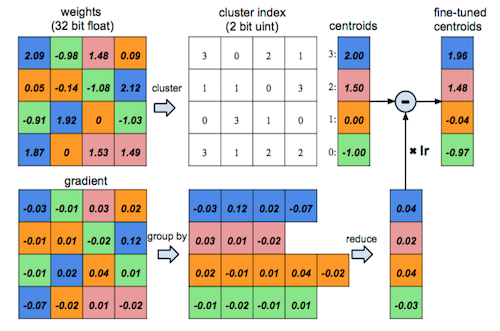 weights
(32 bit float)
cluster index
(2 bit uint)
centroids
fine-tuned
centroids
2.09 -0.98 1.48 0.09
0.05 -0.14 -1.08 2.12
-0.91 1.92 0 -1.03
1.87 0 1.53 1.49
cluster
3 0 2 1
1 1 0 3
0 3 1 0
3 1 2 2
3: 2.00
2: 1.50
1: 0.00
0: -1.00
-
× lr
1.96
1.48
-0.04
-0.97
gradient
-0.03 -0.01 0.03 0.02
-0.01 0.01 -0.02 0.12
-0.01 0.02 0.04 0.01
-0.07 -0.02 0.01 -0.02
group by
-0.03 0.12 0.02 -0.07
0.03 0.01 -0.02
0.02 -0.01 0.01 0.04 -0.02
-0.01 -0.02 -0.01 0.01
reduce
0.04
0.02
0.04
-0.03